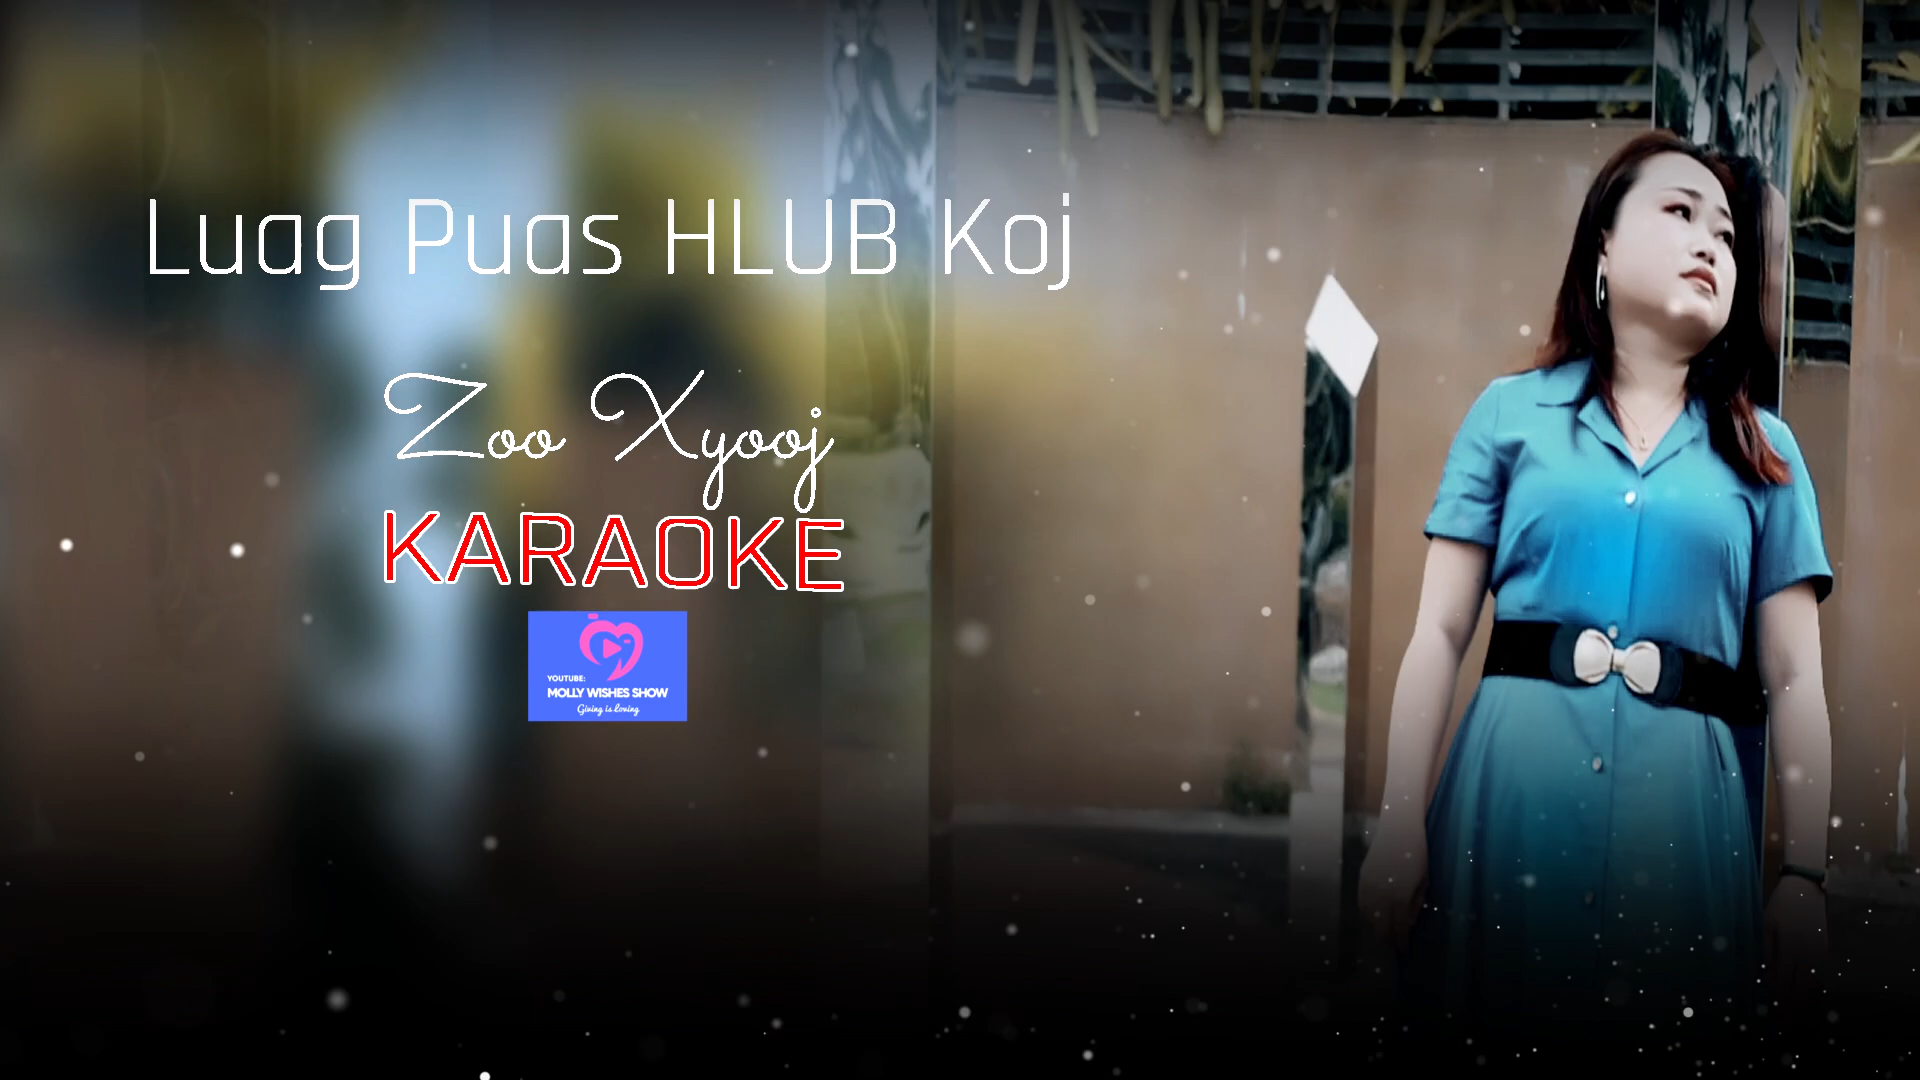 Luag Puas HLUB Koj
Zoo Xyooj
KARAOKE
YOUTUBE:
MOLLY WISHES SHOW
Giving is Loving